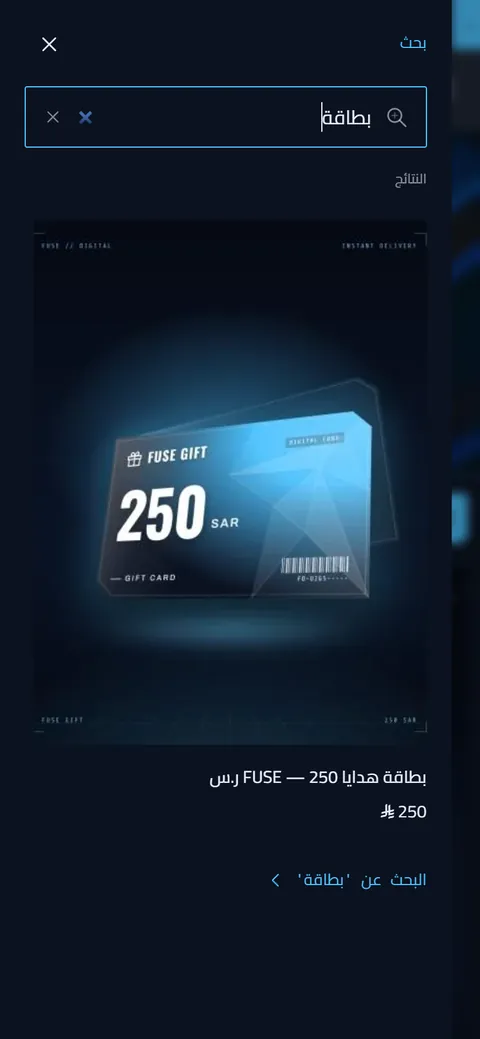 بحث
بطاقة
النتائج
FUSE // DIGITAL
INSTANT DELIVERY
DIGITAL CODE
FUSE GIFT
250 SAR
GIFT CARD
FUSE GIFT
250 SAR
بطاقة هدايا FUSE — 250 ر.س
250
البحث عن 'بطاقة'